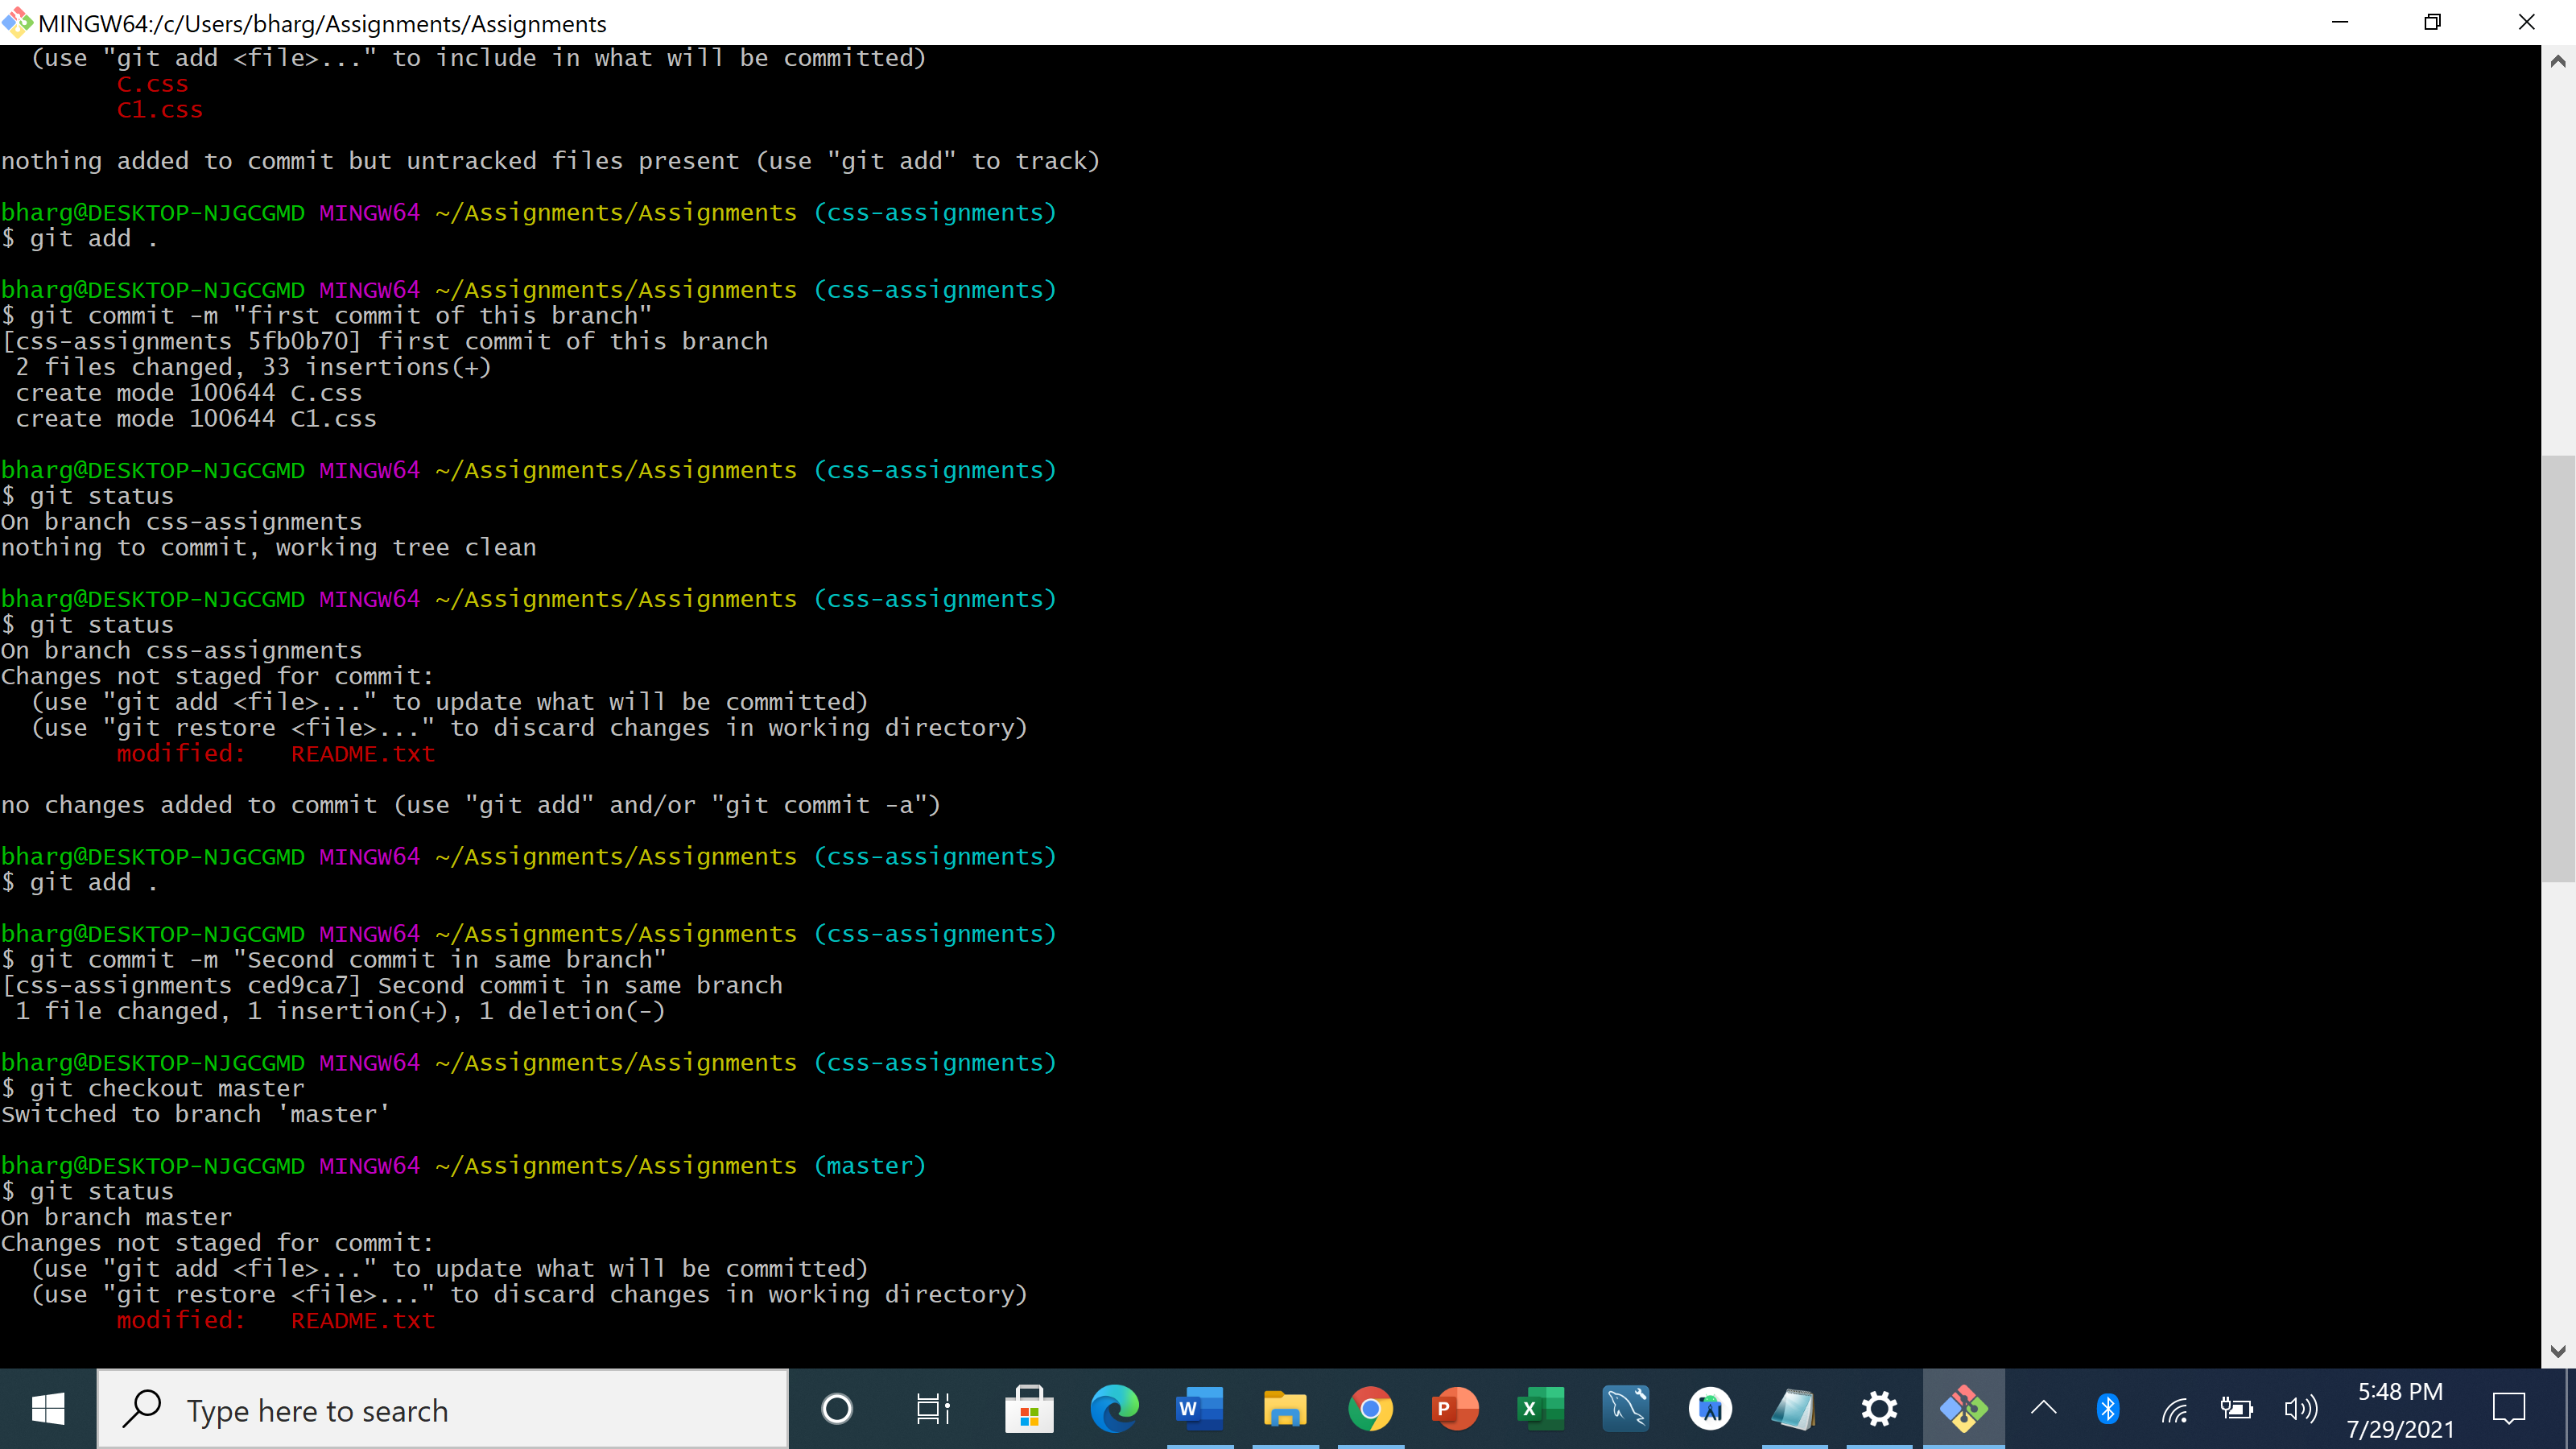 MINGW64:/c/Users/bharg/Assignments/Assignments
(use "git add <file>..." to include in what will be committed)
C.css
C1.css
nothing added to commit but untracked files present (use "git add" to track)
bharg@DESKTOP-NJGCGMD MINGW64 ~/Assignments/Assignments (css-assignments)
$ git add .
bharg@DESKTOP-NJGCGMD MINGW64 ~/Assignments/Assignments (css-assignments)
$ git commit -m "first commit of this branch"
[css-assignments 5fb0b70] first commit of this branch
2 files changed, 33 insertions(+)
create mode 100644 C.css
create mode 100644 C1.css
bharg@DESKTOP-NJGCGMD MINGW64 ~/Assignments/Assignments (css-assignments)
$ git status
On branch css-assignments
nothing to commit, working tree clean
bharg@DESKTOP-NJGCGMD MINGW64 ~/Assignments/Assignments (css-assignments)
$ git status
On branch css-assignments
Changes not staged for commit:
(use "git add <file>..." to update what will be committed)
(use "git restore <file>..." to discard changes in working directory)
modified:   README.txt
no changes added to commit (use "git add" and/or "git commit -a")
bharg@DESKTOP-NJGCGMD MINGW64 ~/Assignments/Assignments (css-assignments)
$ git add .
bharg@DESKTOP-NJGCGMD MINGW64 ~/Assignments/Assignments (css-assignments)
$ git commit -m "Second commit in same branch"
[css-assignments ced9ca7] Second commit in same branch
1 file changed, 1 insertion(+), 1 deletion(-)
bharg@DESKTOP-NJGCGMD MINGW64 ~/Assignments/Assignments (css-assignments)
$ git checkout master
Switched to branch 'master'
bharg@DESKTOP-NJGCGMD MINGW64 ~/Assignments/Assignments (master)
$ git status
On branch master
Changes not staged for commit:
(use "git add <file>..." to update what will be committed)
(use "git restore <file>..." to discard changes in working directory)
modified:   README.txt
Type here to search
5:48 PM
7/29/2021